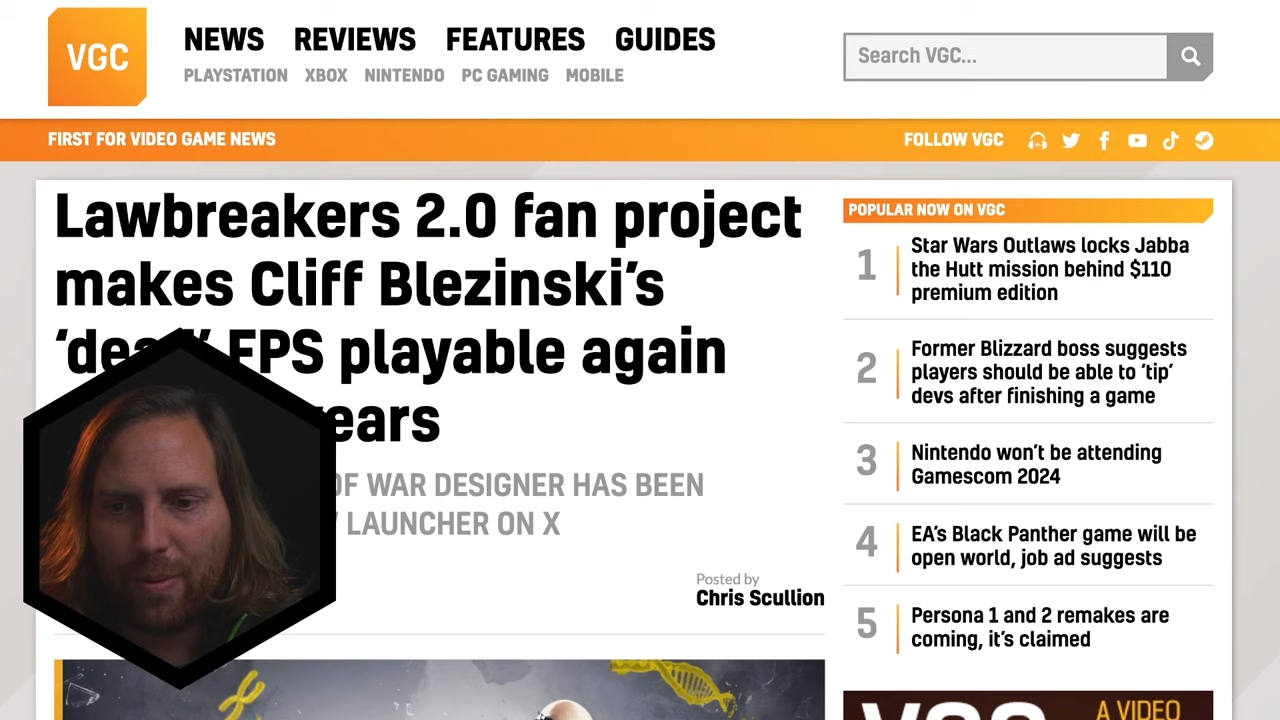 VGC
NEWS REVIEWS FEATURES GUIDES
PLAYSTATION XBOX NINTENDO PC GAMING MOBILE
Search VGC...
FIRST FOR VIDEO GAME NEWS
FOLLOW VGC
Lawbreakers 2.0 fan project
makes Cliff Blezinski's
FPS playable again
OF WAR DESIGNER HAS BEEN
LAUNCHER ON X
Posted by
Chris Scullion
POPULAR NOW ON VGC
1
Star Wars Outlaws locks Jabba
the Hutt mission behind $110
premium edition
2
Former Blizzard boss suggests
players should be able to 'tip'
devs after finishing a game
3
Nintendo won't be attending
Gamescom 2024
4
EA's Black Panther game will be
open world, job ad suggests
5
Persona 1 and 2 remakes are
coming, it's claimed
VGC
A VIDEO